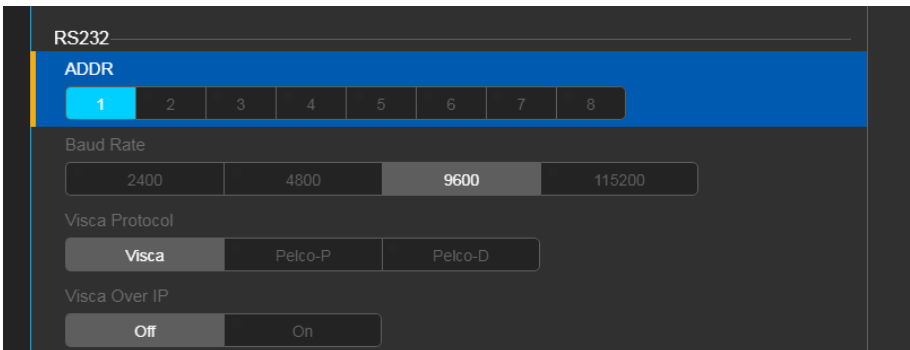 RS232
ADDR
1 2 3 4 5 6 7 8
Baud Rate
2400 4800 9600 115200
Visca Protocol
Visca Pelco-P Pelco-D
Visca Over IP
Off On